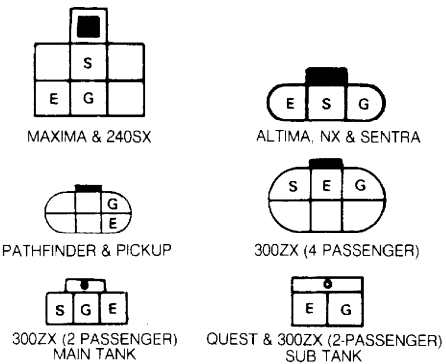 S
E G
MAXIMA & 240SX
E S G
ALTIMA, NX & SENTRA
G
E
PATHFINDER & PICKUP
S E G
300ZX (4 PASSENGER)
S G E
300ZX (2 PASSENGER)
MAIN TANK
E G
QUEST & 300ZX (2-PASSENGER)
SUB TANK